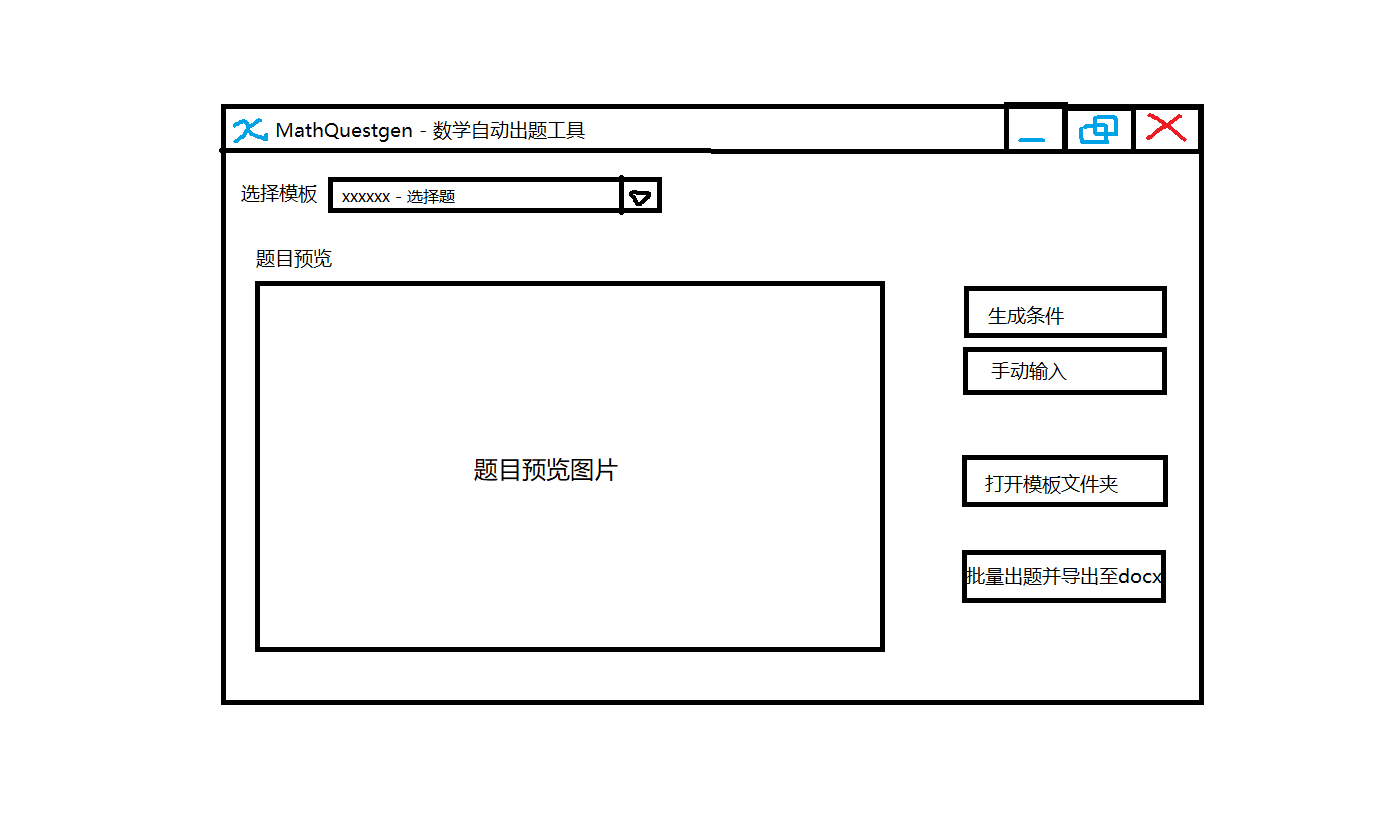 MathQuestgen - 数学自动出题工具
选择模板
xxxxxx - 选择题
题目预览
题目预览图片
生成条件
手动输入
打开模板文件夹
批量出题并导出至docx